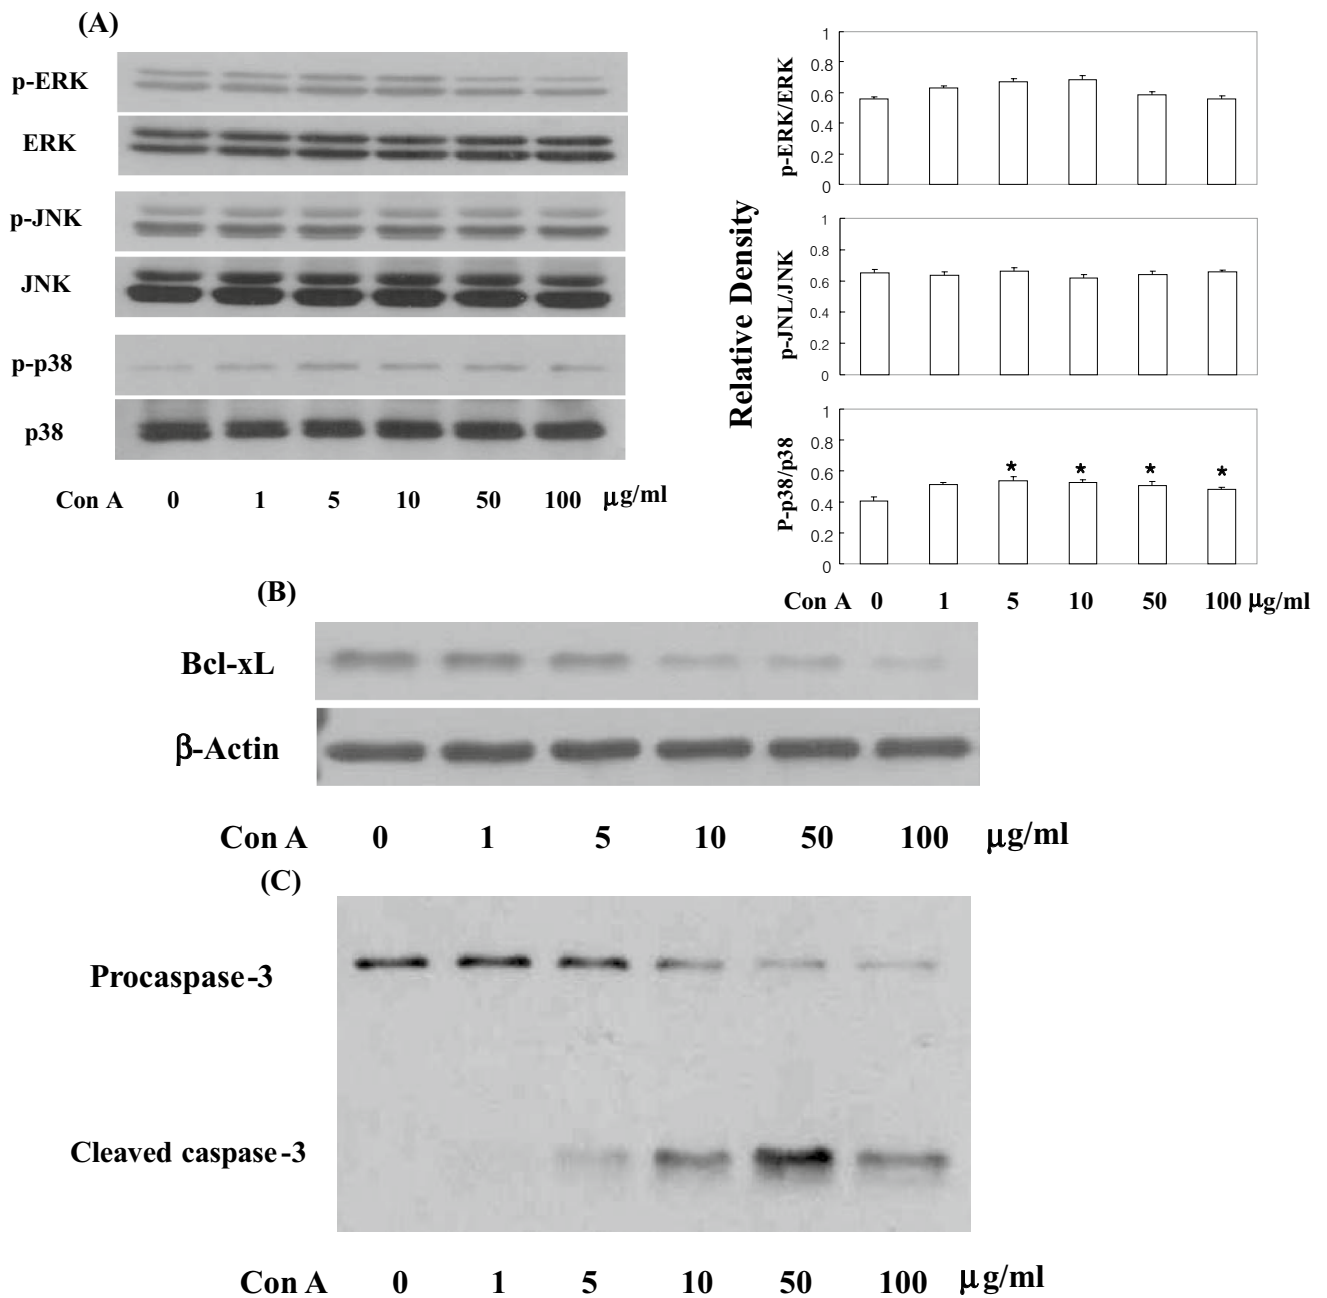 (A)
p-ERK
ERK
p-JNK
JNK
p-p38
p38
Con A 0 1 5 10 50 100 μg/ml
Relative Density
p-ERK/ERK
1
0.8
0.6
0.4
0.2
0
p-JNL/JNK
1
0.8
0.6
0.4
0.2
0
P-p38/p38
1
0.8
0.6
0.4
0.2
0
* * * *
Con A 0 1 5 10 50 100 μg/ml
(B)
Bcl-xL
β-Actin
Con A 0 1 5 10 50 100 μg/ml
(C)
Procaspase-3
Cleaved caspase-3
Con A 0 1 5 10 50 100 μg/ml